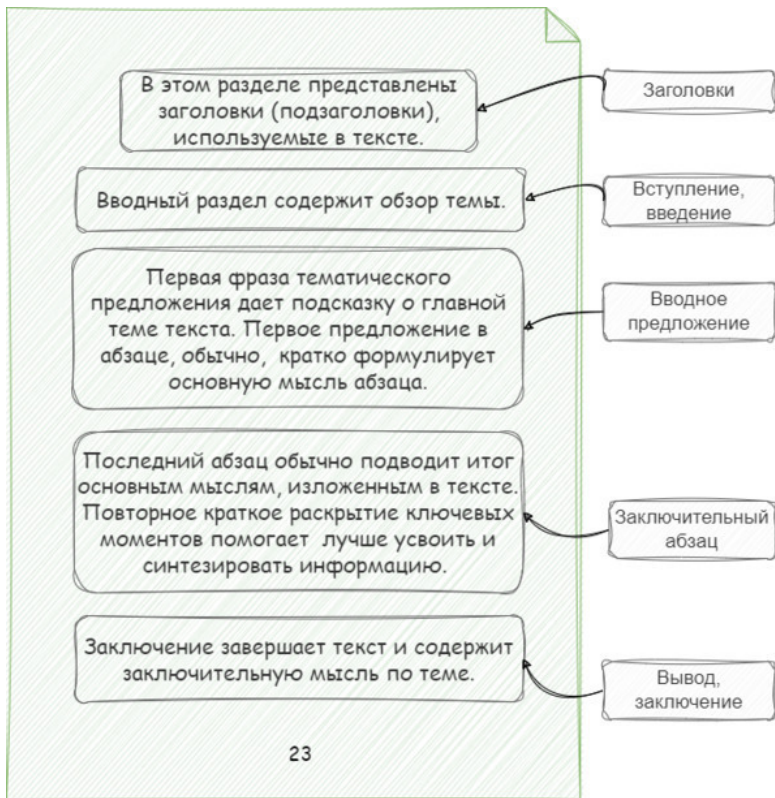 В этом разделе представлены
заголовки (подзаголовки),
используемые в тексте.
Заголовки
Вводный раздел содержит обзор темы.
Вступление,
введение
Первая фраза тематического
предложения дает подсказку о главной
теме текста. Первое предложение в
абзаце, обычно, кратко формулирует
основную мысль абзаца.
Вводное
предложение
Последний абзац обычно подводит итог
основным мыслям, изложенным в тексте.
Повторное краткое раскрытие ключевых
моментов помогает лучше усвоить и
синтезировать информацию.
Заключительный
абзац
Заключение завершает текст и содержит
заключительную мысль по теме.
Вывод,
заключение
23